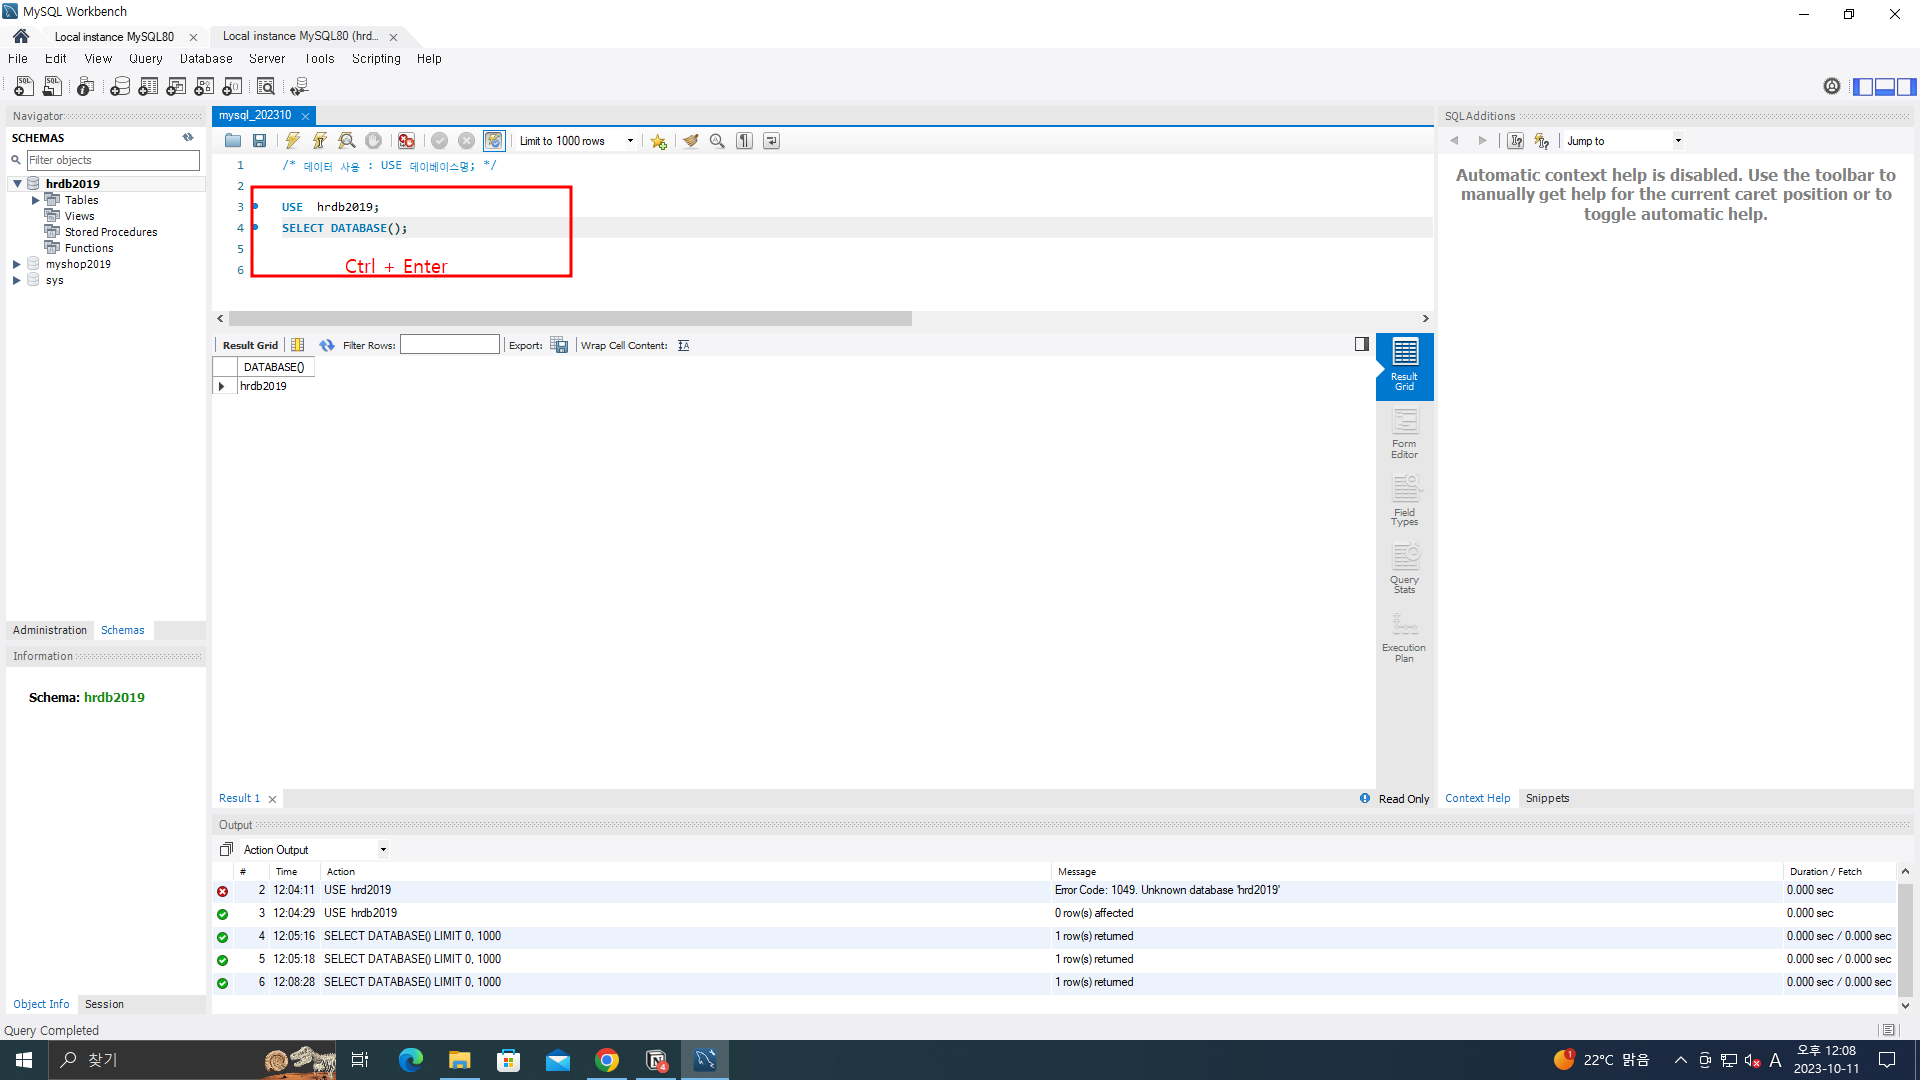 MySQL Workbench
Local instance MySQL80
Local instance MySQL80 (hrd...
File Edit View Query Database Server Tools Scripting Help
Navigator
SCHEMAS
Filter objects
hrdb2019
Tables
Views
Stored Procedures
Functions
myshop2019
sys
Administration Schemas
Information
Schema: hrdb2019
Object Info Session
mysql_202310
Limit to 1000 rows
1 /* 데이터 사용 : USE 데이베이스명; */
2
3 USE hrdb2019;
4 SELECT DATABASE();
5
6
Ctrl + Enter
Result Grid Filter Rows: Export: Wrap Cell Content:
DATABASE()
hrdb2019
Result
Grid
Form
Editor
Field
Types
Query
Stats
Execution
Plan
Result 1
Read Only
SQLAdditions
Jump to
Automatic context help is disabled. Use the toolbar to
manually get help for the current caret position or to
toggle automatic help.
Context Help Snippets
Output
Action Output
# Time Action Message Duration / Fetch
2 12:04:11 USE hrd2019 Error Code: 1049. Unknown database 'hrd2019' 0.000 sec
3 12:04:29 USE hrdb2019 0 row(s) affected 0.000 sec
4 12:05:16 SELECT DATABASE() LIMIT 0, 1000 1 row(s) returned 0.000 sec / 0.000 sec
5 12:05:18 SELECT DATABASE() LIMIT 0, 1000 1 row(s) returned 0.000 sec / 0.000 sec
6 12:08:28 SELECT DATABASE() LIMIT 0, 1000 1 row(s) returned 0.000 sec / 0.000 sec
Query Completed
찾기
4
1
22°C 맑음
A
오후 12:08
2023-10-11